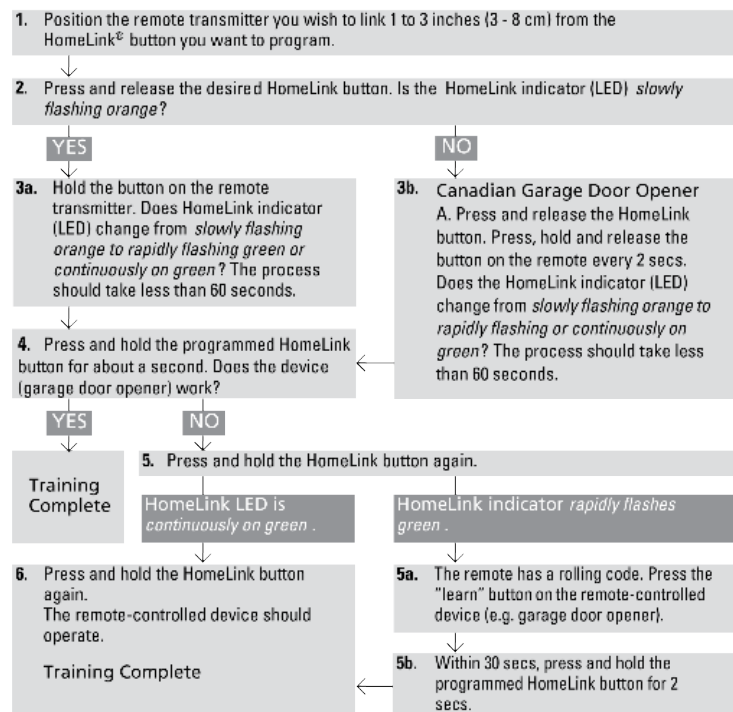 1. Position the remote transmitter you wish to link 1 to 3 inches (3 - 8 cm) from the
HomeLink® button you want to program.
2. Press and release the desired HomeLink button. Is the HomeLink indicator (LED) slowly
flashing orange?
YES
NO
3a. Hold the button on the remote
transmitter. Does HomeLink indicator
(LED) change from slowly flashing
orange to rapidly flashing green or
continuously on green? The process
should take less than 60 seconds.
3b. Canadian Garage Door Opener
A. Press and release the HomeLink
button. Press, hold and release the
button on the remote every 2 secs.
Does the HomeLink indicator (LED)
change from slowly flashing orange to
rapidly flashing or continuously on
green? The process should take less
than 60 seconds.
4. Press and hold the programmed HomeLink
button for about a second. Does the device
(garage door opener) work?
YES
NO
Training
Complete
5. Press and hold the HomeLink button again.
HomeLink LED is
continuously on green .
HomeLink indicator rapidly flashes
green .
6. Press and hold the HomeLink button
again.
The remote-controlled device should
operate.
Training Complete
5a. The remote has a rolling code. Press the
"learn" button on the remote-controlled
device (e.g. garage door opener).
5b. Within 30 secs, press and hold the
programmed HomeLink button for 2
secs.